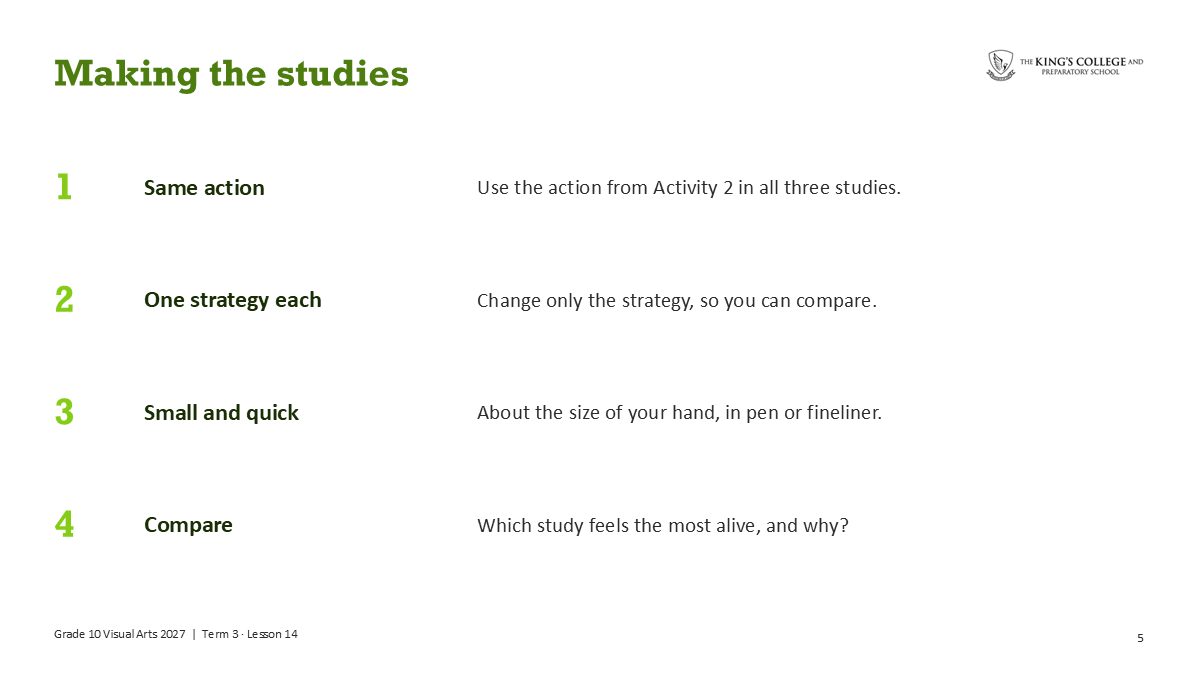 Making the studies
THE KING'S COLLEGE AND
PREPARATORY SCHOOL
1 Same action Use the action from Activity 2 in all three studies.
2 One strategy each Change only the strategy, so you can compare.
3 Small and quick About the size of your hand, in pen or fineliner.
4 Compare Which study feels the most alive, and why?
Grade 10 Visual Arts 2027 | Term 3 · Lesson 14
5